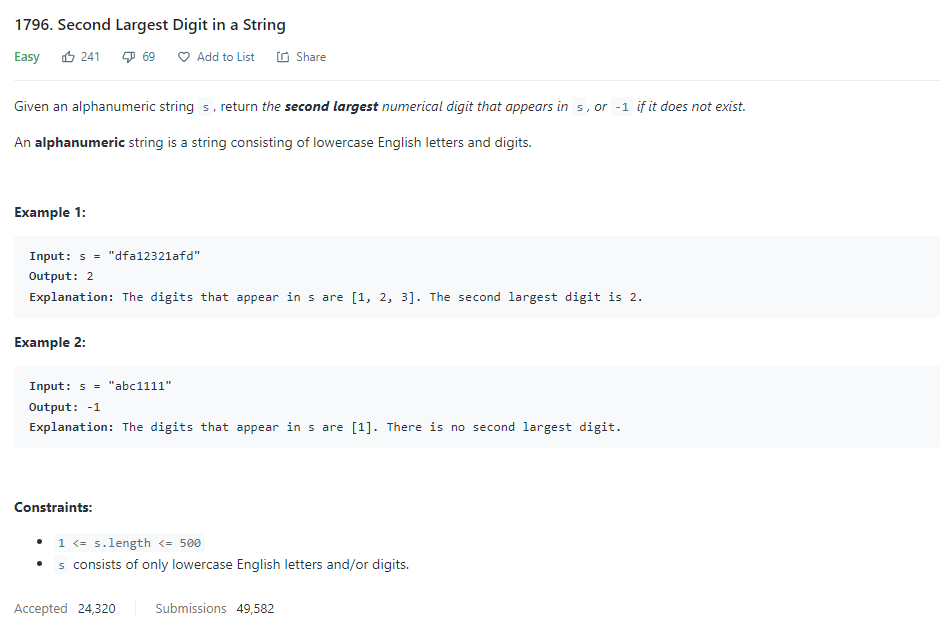 1796. Second Largest Digit in a String
Easy 241 69 Add to List Share
Given an alphanumeric string s, return the second largest numerical digit that appears in s, or -1 if it does not exist.
An alphanumeric string is a string consisting of lowercase English letters and digits.
Example 1:
Input: s = "dfa12321afd"
Output: 2
Explanation: The digits that appear in s are [1, 2, 3]. The second largest digit is 2.
Example 2:
Input: s = "abc1111"
Output: -1
Explanation: The digits that appear in s are [1]. There is no second largest digit.
Constraints:
• 1 <= s.length <= 500
• s consists of only lowercase English letters and/or digits.
Accepted 24,320 Submissions 49,582